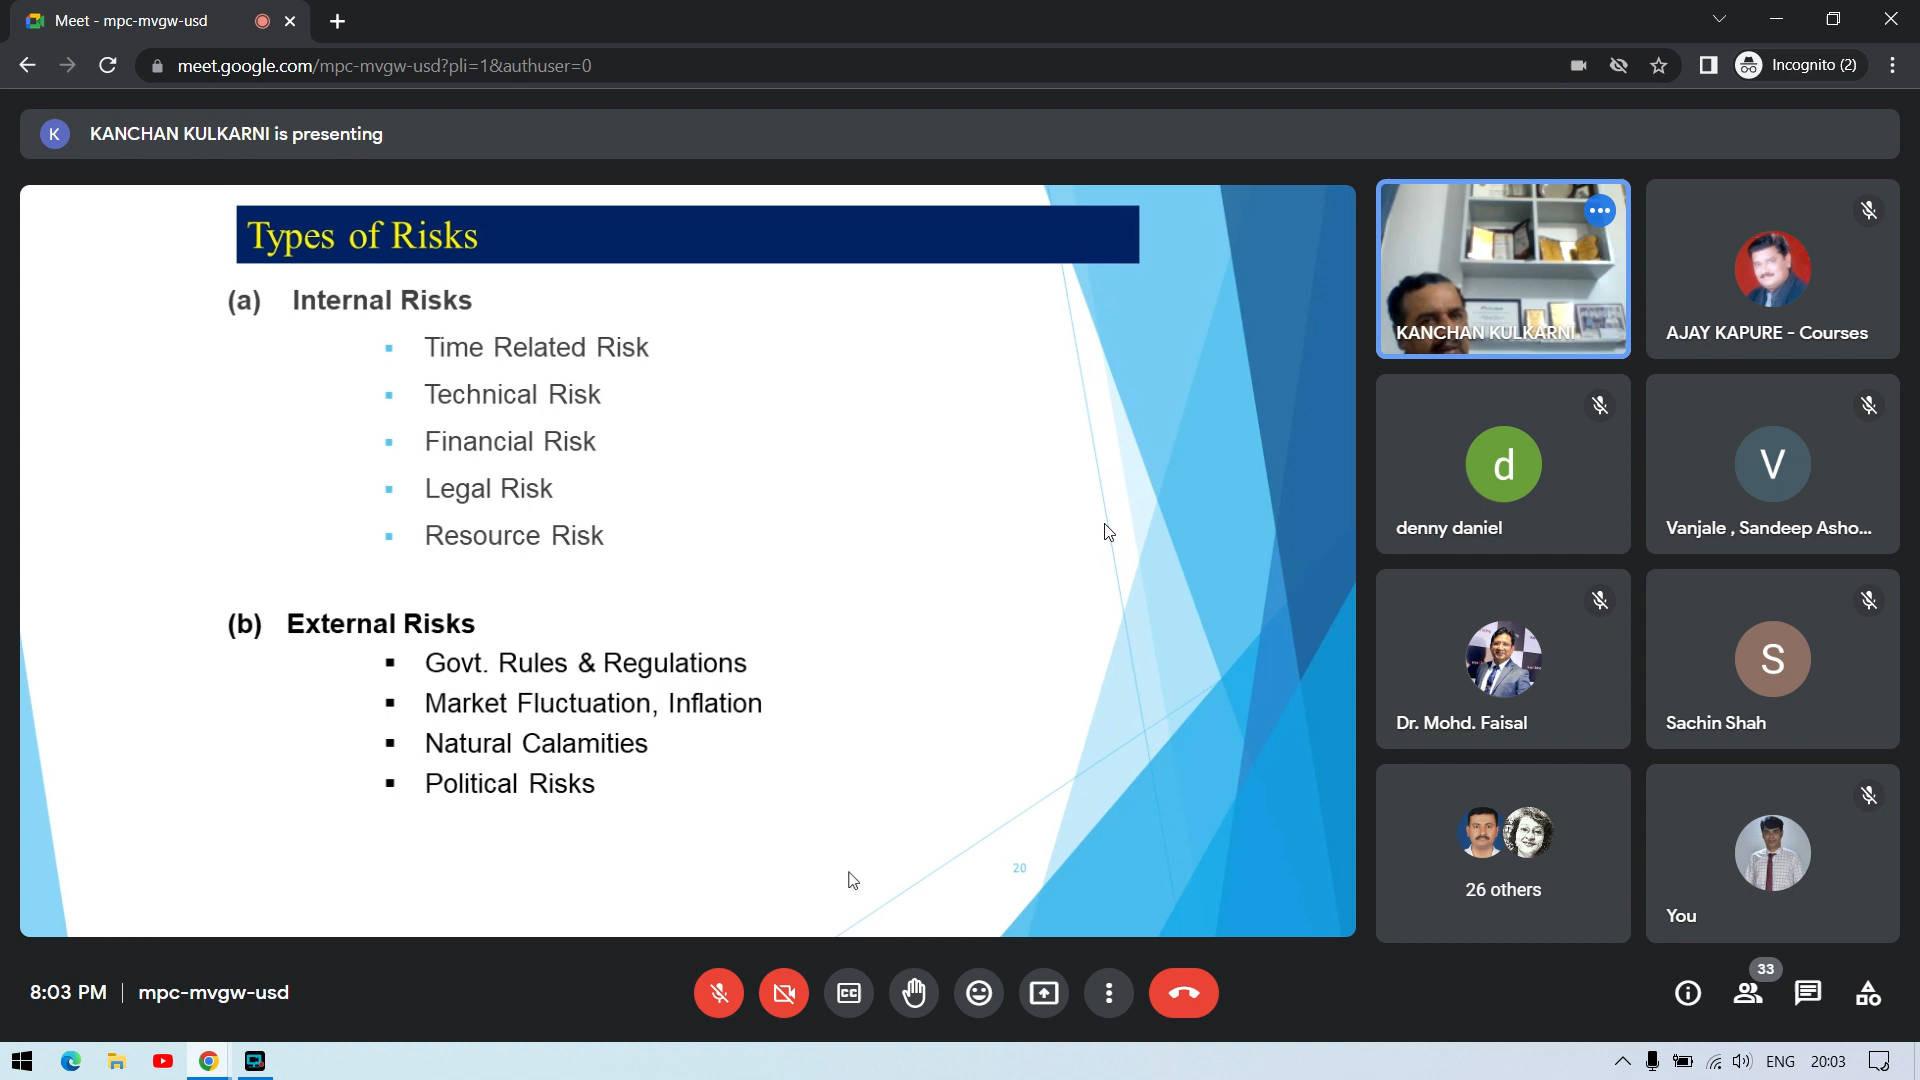 Meet - mpc-mvgw-usd
meet.google.com/mpc-mvgw-usd?pli=1&authuser=0
Incognito (2)
K
KANCHAN KULKARNI is presenting
Types of Risks
(a) Internal Risks
▪ Time Related Risk
▪ Technical Risk
▪ Financial Risk
▪ Legal Risk
▪ Resource Risk
(b) External Risks
▪ Govt. Rules & Regulations
▪ Market Fluctuation, Inflation
▪ Natural Calamities
▪ Political Risks
20
KANCHAN KULKARNI
AJAY KAPURE - Courses
d
denny daniel
V
Vanjale , Sandeep Asho...
Dr. Mohd. Faisal
S
Sachin Shah
26 others
You
8:03 PM | mpc-mvgw-usd
CC
33
ENG 20:03